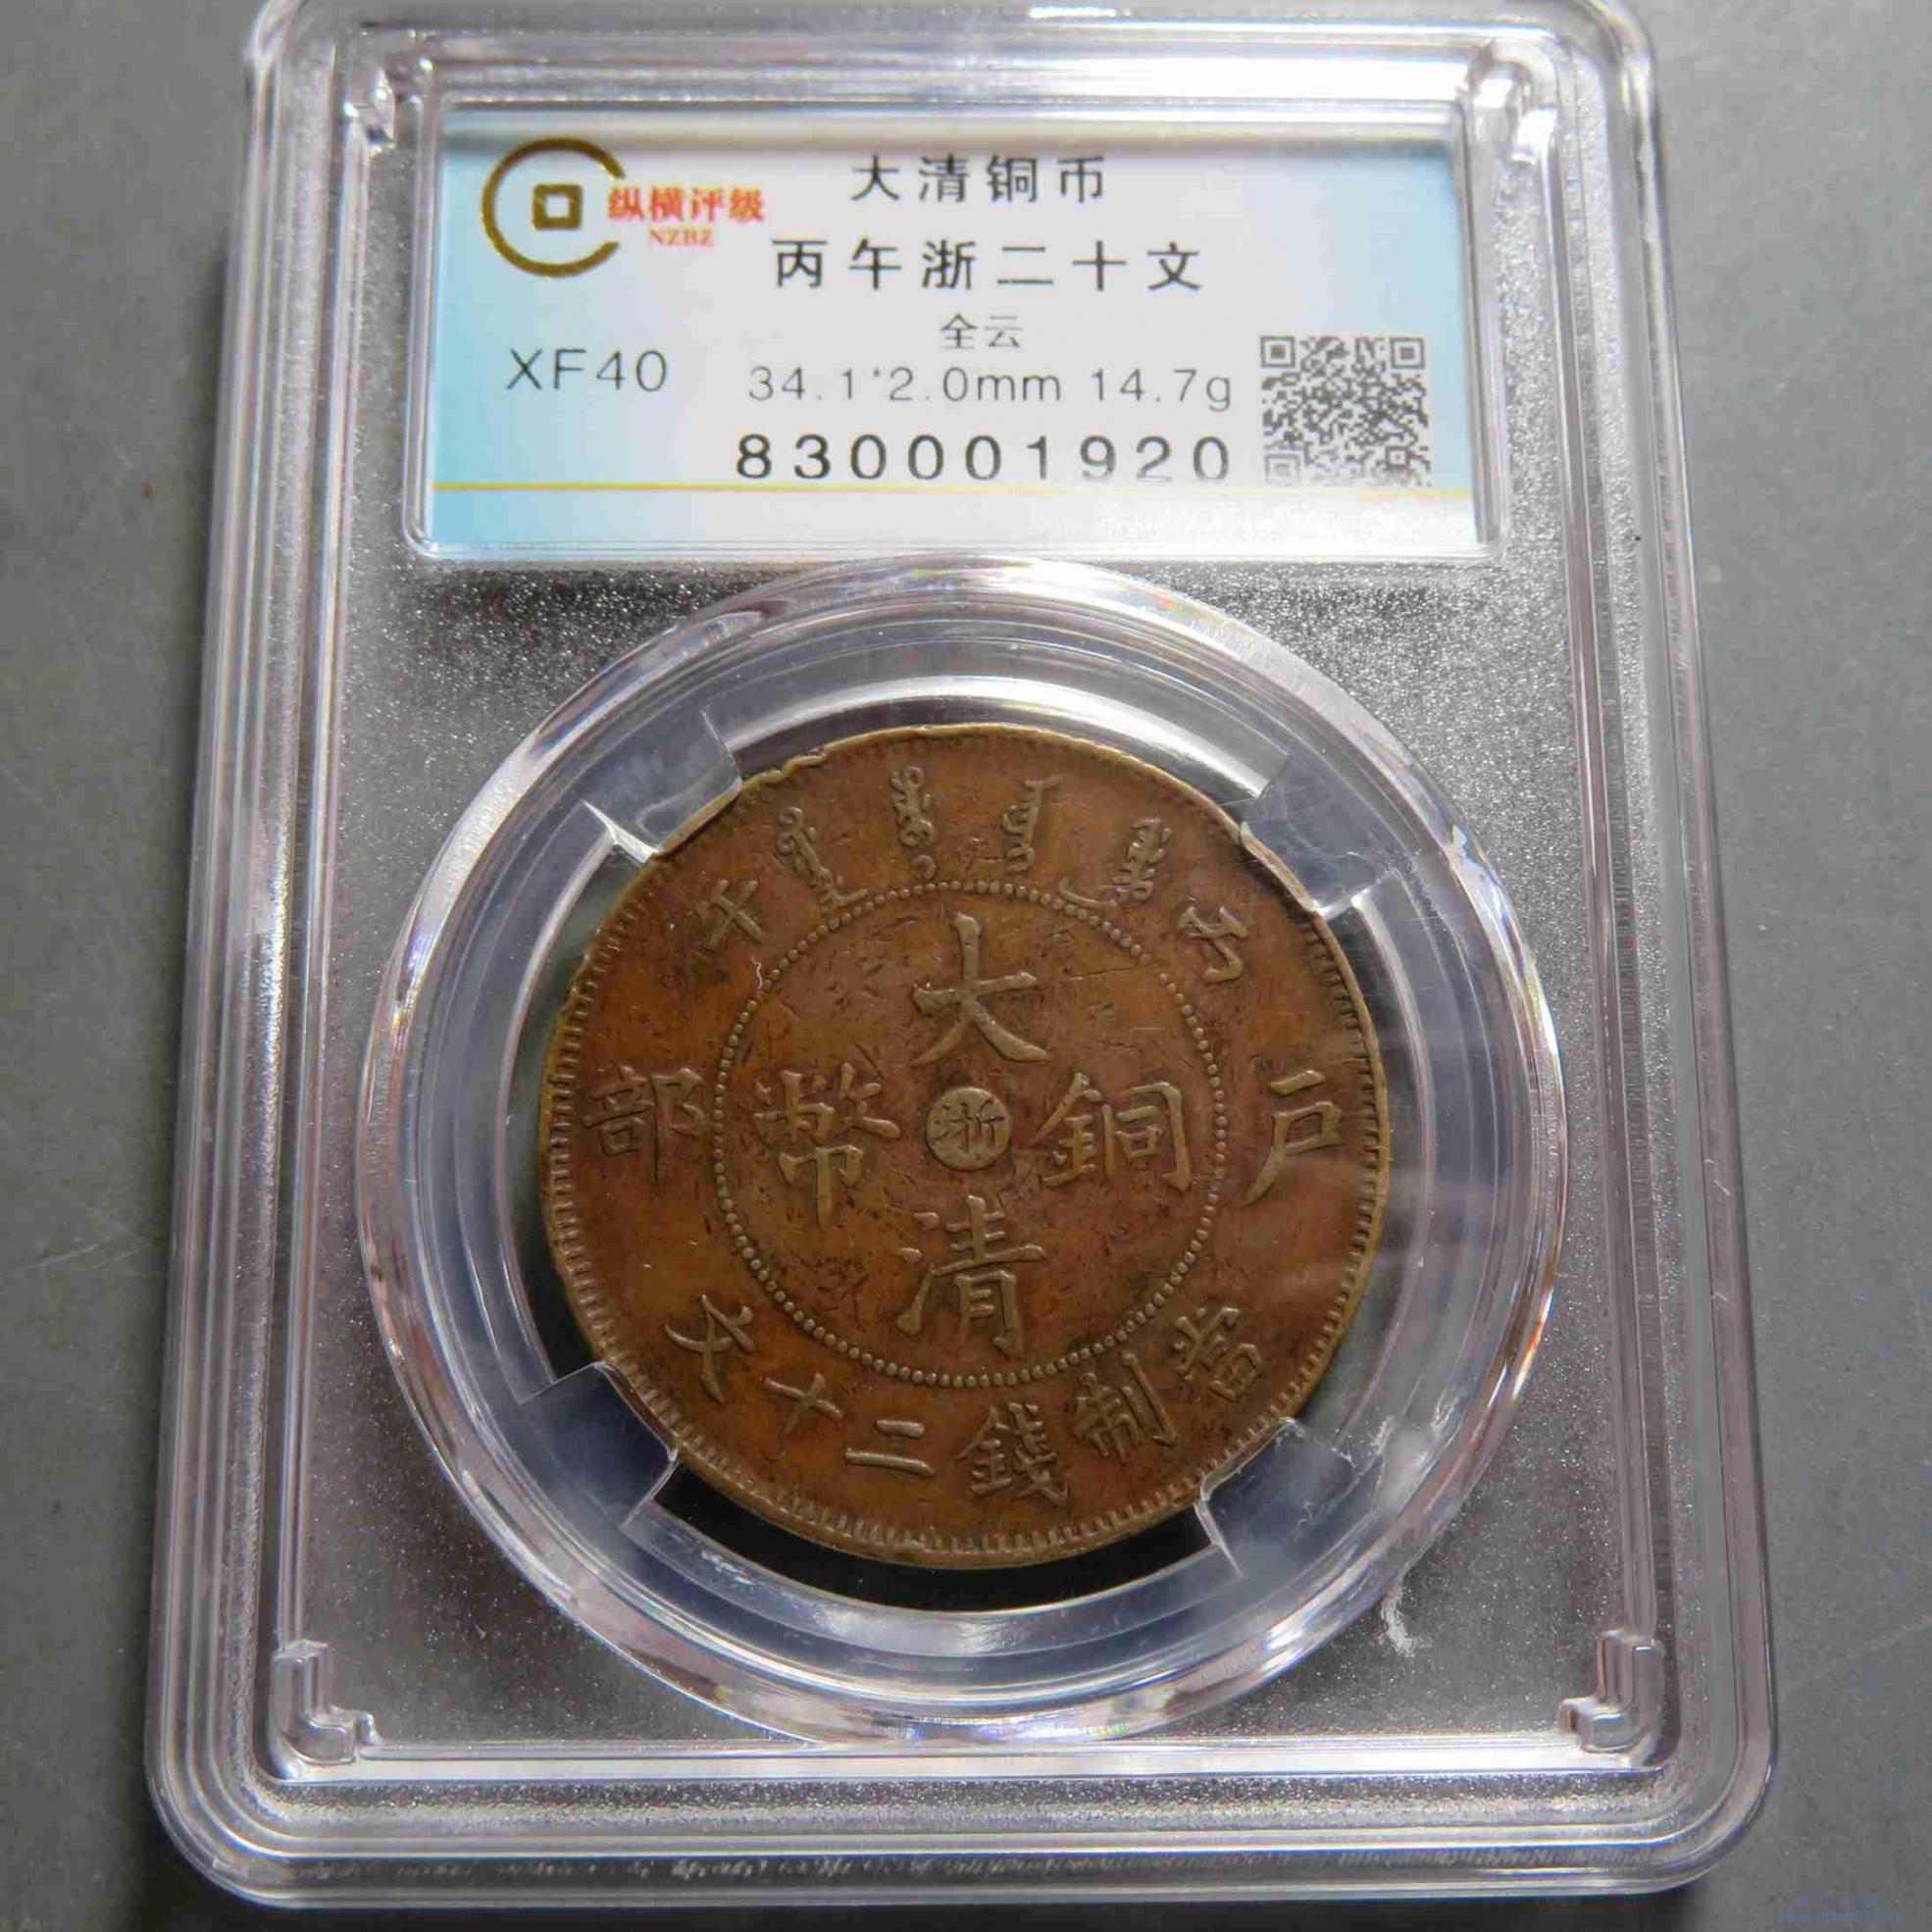 纵横评级
NZBZ
大清铜币
丙午浙二十文
全云
XF40
34.1*2.0mm 14.7g
830001920
午
丙
大
部
幣
浙
銅
戶
清
文十二錢制當